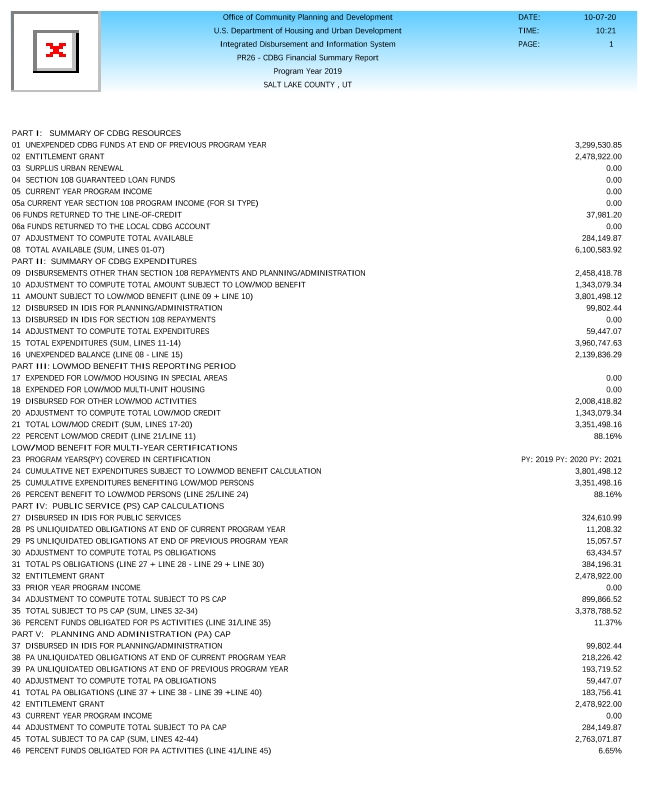 Office of Community Planning and Development DATE: 10-07-20
U.S. Department of Housing and Urban Development TIME: 10:21
Integrated Disbursement and Information System PAGE: 1
PR26 - CDBG Financial Summary Report
Program Year 2019
SALT LAKE COUNTY , UT
PART I: SUMMARY OF CDBG RESOURCES
01 UNEXPENDED CDBG FUNDS AT END OF PREVIOUS PROGRAM YEAR 3,299,530.85
02 ENTITLEMENT GRANT 2,478,922.00
03 SURPLUS URBAN RENEWAL 0.00
04 SECTION 108 GUARANTEED LOAN FUNDS 0.00
05 CURRENT YEAR PROGRAM INCOME 0.00
05a CURRENT YEAR SECTION 108 PROGRAM INCOME (FOR SI TYPE) 0.00
06 FUNDS RETURNED TO THE LINE-OF-CREDIT 37,981.20
06a FUNDS RETURNED TO THE LOCAL CDBG ACCOUNT 0.00
07 ADJUSTMENT TO COMPUTE TOTAL AVAILABLE 284,149.87
08 TOTAL AVAILABLE (SUM, LINES 01-07) 6,100,583.92
PART II: SUMMARY OF CDBG EXPENDITURES
09 DISBURSEMENTS OTHER THAN SECTION 108 REPAYMENTS AND PLANNING/ADMINISTRATION 2,458,418.78
10 ADJUSTMENT TO COMPUTE TOTAL AMOUNT SUBJECT TO LOW/MOD BENEFIT 1,343,079.34
11 AMOUNT SUBJECT TO LOW/MOD BENEFIT (LINE 09 + LINE 10) 3,801,498.12
12 DISBURSED IN IDIS FOR PLANNING/ADMINISTRATION 99,802.44
13 DISBURSED IN IDIS FOR SECTION 108 REPAYMENTS 0.00
14 ADJUSTMENT TO COMPUTE TOTAL EXPENDITURES 59,447.07
15 TOTAL EXPENDITURES (SUM, LINES 11-14) 3,960,747.63
16 UNEXPENDED BALANCE (LINE 08 - LINE 15) 2,139,836.29
PART III: LOWMOD BENEFIT THIS REPORTING PERIOD
17 EXPENDED FOR LOW/MOD HOUSING IN SPECIAL AREAS 0.00
18 EXPENDED FOR LOW/MOD MULTI-UNIT HOUSING 0.00
19 DISBURSED FOR OTHER LOW/MOD ACTIVITIES 2,008,418.82
20 ADJUSTMENT TO COMPUTE TOTAL LOW/MOD CREDIT 1,343,079.34
21 TOTAL LOW/MOD CREDIT (SUM, LINES 17-20) 3,351,498.16
22 PERCENT LOW/MOD CREDIT (LINE 21/LINE 11) 88.16%
LOW/MOD BENEFIT FOR MULTI-YEAR CERTIFICATIONS
23 PROGRAM YEARS(PY) COVERED IN CERTIFICATION PY: 2019 PY: 2020 PY: 2021
24 CUMULATIVE NET EXPENDITURES SUBJECT TO LOW/MOD BENEFIT CALCULATION 3,801,498.12
25 CUMULATIVE EXPENDITURES BENEFITING LOW/MOD PERSONS 3,351,498.16
26 PERCENT BENEFIT TO LOW/MOD PERSONS (LINE 25/LINE 24) 88.16%
PART IV: PUBLIC SERVICE (PS) CAP CALCULATIONS
27 DISBURSED IN IDIS FOR PUBLIC SERVICES 324,610.99
28 PS UNLIQUIDATED OBLIGATIONS AT END OF CURRENT PROGRAM YEAR 11,208.32
29 PS UNLIQUIDATED OBLIGATIONS AT END OF PREVIOUS PROGRAM YEAR 15,057.57
30 ADJUSTMENT TO COMPUTE TOTAL PS OBLIGATIONS 63,434.57
31 TOTAL PS OBLIGATIONS (LINE 27 + LINE 28 - LINE 29 + LINE 30) 384,196.31
32 ENTITLEMENT GRANT 2,478,922.00
33 PRIOR YEAR PROGRAM INCOME 0.00
34 ADJUSTMENT TO COMPUTE TOTAL SUBJECT TO PS CAP 899,866.52
35 TOTAL SUBJECT TO PS CAP (SUM, LINES 32-34) 3,378,788.52
36 PERCENT FUNDS OBLIGATED FOR PS ACTIVITIES (LINE 31/LINE 35) 11.37%
PART V: PLANNING AND ADMINISTRATION (PA) CAP
37 DISBURSED IN IDIS FOR PLANNING/ADMINISTRATION 99,802.44
38 PA UNLIQUIDATED OBLIGATIONS AT END OF CURRENT PROGRAM YEAR 218,226.42
39 PA UNLIQUIDATED OBLIGATIONS AT END OF PREVIOUS PROGRAM YEAR 193,719.52
40 ADJUSTMENT TO COMPUTE TOTAL PA OBLIGATIONS 59,447.07
41 TOTAL PA OBLIGATIONS (LINE 37 + LINE 38 - LINE 39 +LINE 40) 183,756.41
42 ENTITLEMENT GRANT 2,478,922.00
43 CURRENT YEAR PROGRAM INCOME 0.00
44 ADJUSTMENT TO COMPUTE TOTAL SUBJECT TO PA CAP 284,149.87
45 TOTAL SUBJECT TO PA CAP (SUM, LINES 42-44) 2,763,071.87
46 PERCENT FUNDS OBLIGATED FOR PA ACTIVITIES (LINE 41/LINE 45) 6.65%